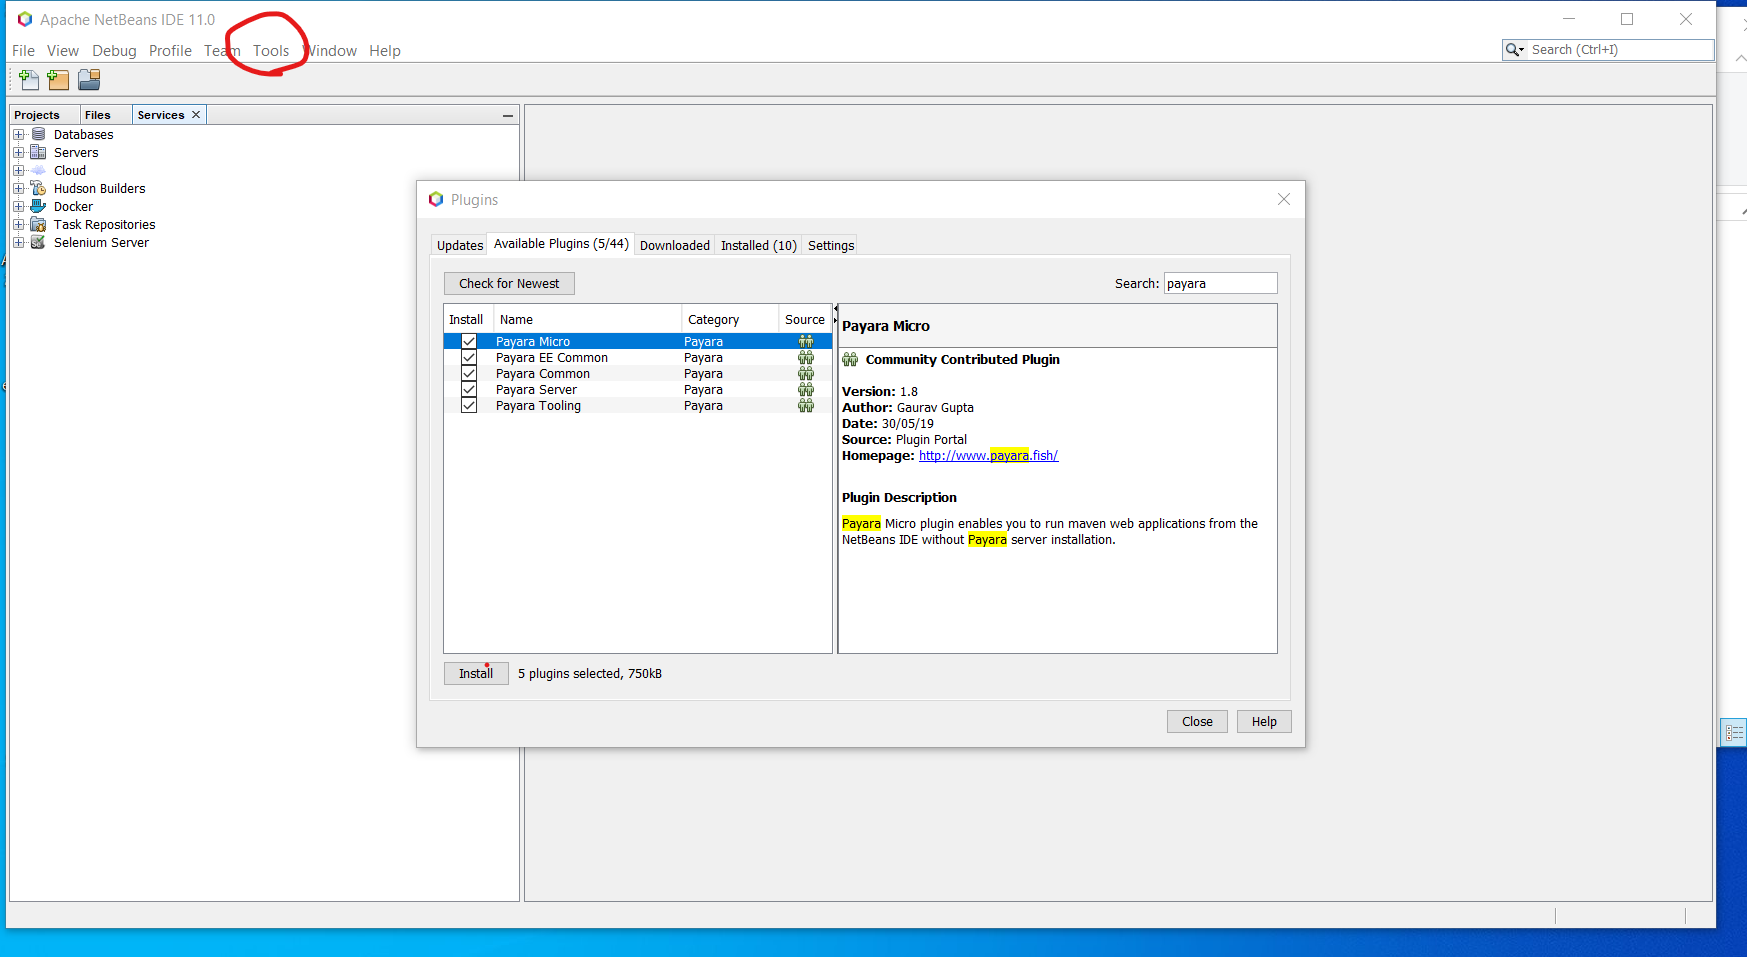 Apache NetBeans IDE 11.0
File View Debug Profile Team Tools Window Help
Search (Ctrl+I)
Projects Files Services
Databases
Servers
Cloud
Hudson Builders
Docker
Task Repositories
Selenium Server
Plugins
Updates Available Plugins (5/44) Downloaded Installed (10) Settings
Check for Newest Search: payara
Install Name Category Source
Payara Micro Payara
Payara EE Common Payara
Payara Common Payara
Payara Server Payara
Payara Tooling Payara
Payara Micro
Community Contributed Plugin
Version: 1.8
Author: Gaurav Gupta
Date: 30/05/19
Source: Plugin Portal
Homepage: http://www.payara.fish/
Plugin Description
Payara Micro plugin enables you to run maven web applications from the
NetBeans IDE without Payara server installation.
Install 5 plugins selected, 750kB
Close Help